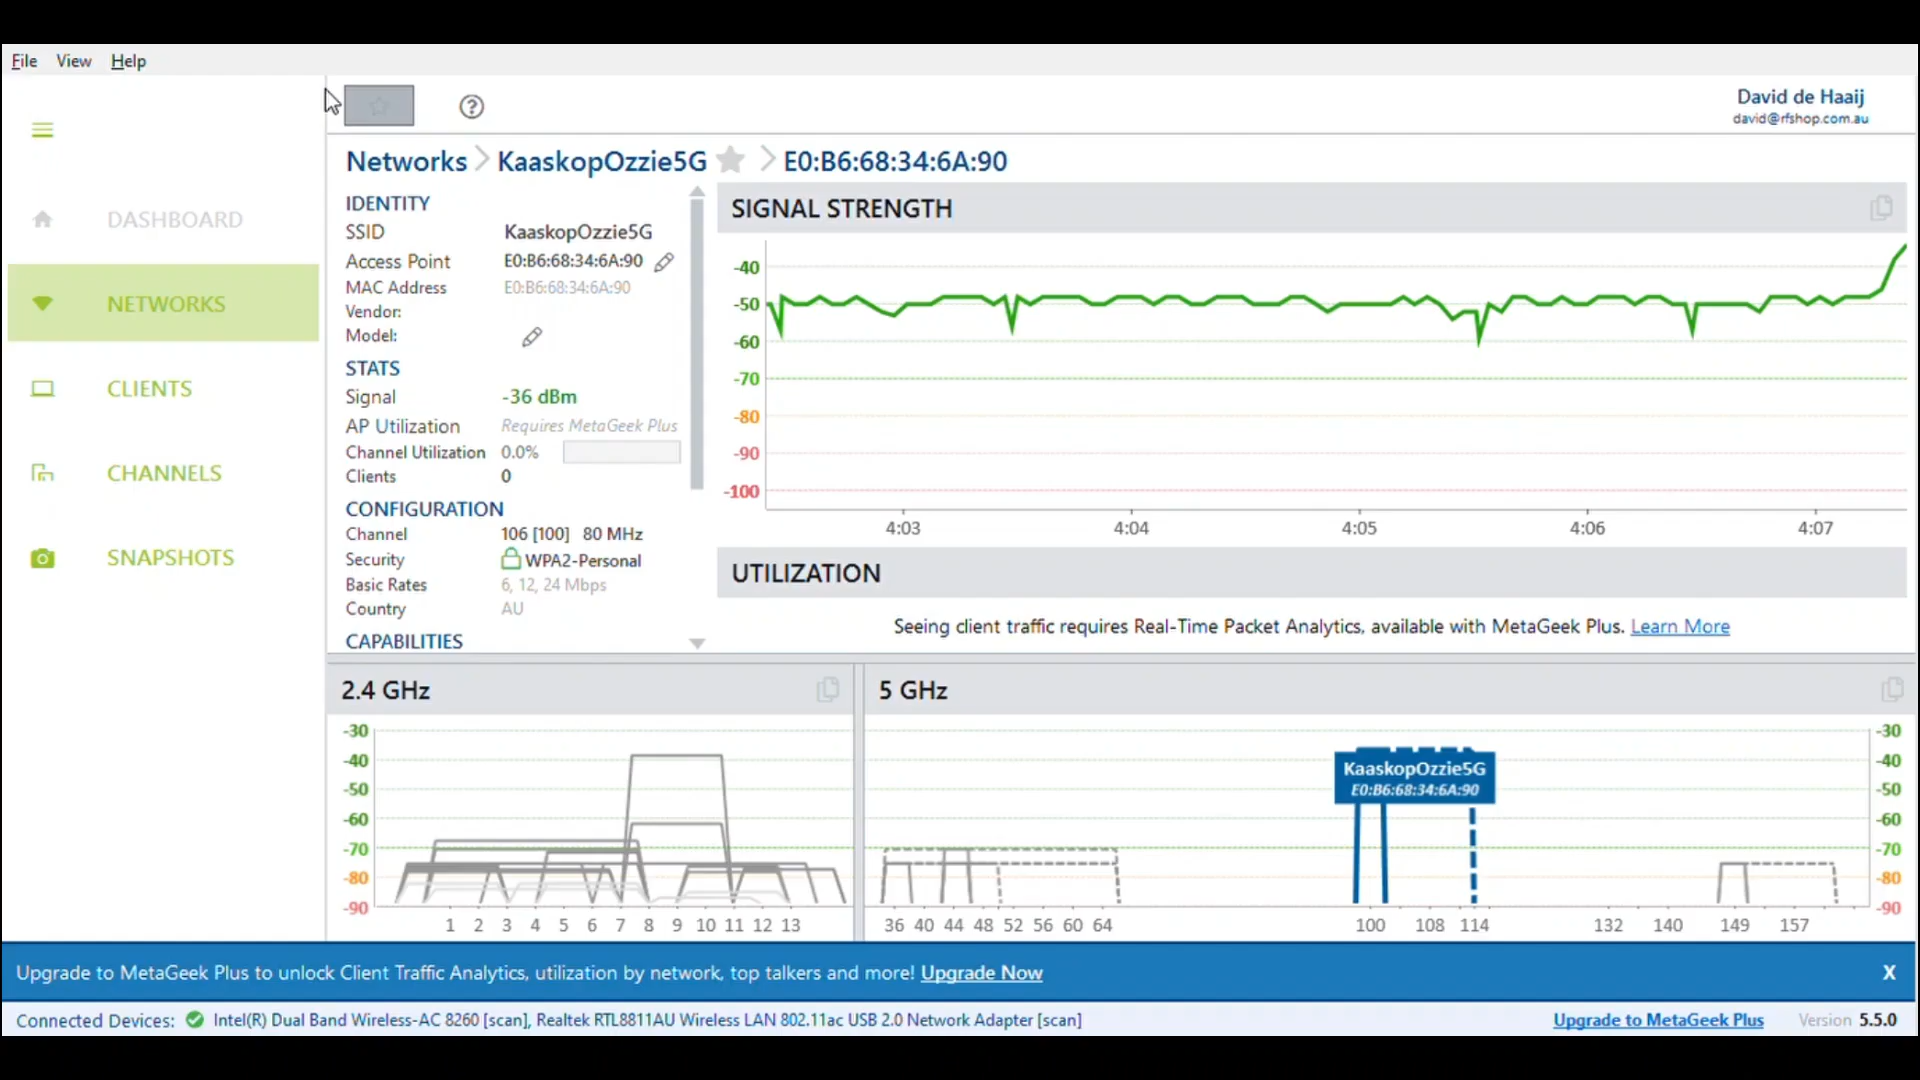 File View Help
David de Haaij
david@rfshop.com.au
Networks KaaskopOzzie5G E0:B6:68:34:6A:90
DASHBOARD
NETWORKS
CLIENTS
CHANNELS
SNAPSHOTS
IDENTITY
SSID KaaskopOzzie5G
Access Point E0:B6:68:34:6A:90
MAC Address E0:B6:68:34:6A:90
Vendor:
Model:
STATS
Signal -36 dBm
AP Utilization Requires MetaGeek Plus
Channel Utilization 0.0%
Clients 0
CONFIGURATION
Channel 106 [100] 80 MHz
Security WPA2-Personal
Basic Rates 6, 12, 24 Mbps
Country AU
CAPABILITIES
SIGNAL STRENGTH
-40
-50
-60
-70
-80
-90
-100
4:03 4:04 4:05 4:06 4:07
UTILIZATION
Seeing client traffic requires Real-Time Packet Analytics, available with MetaGeek Plus. Learn More
2.4 GHz
-30
-40
-50
-60
-70
-80
-90
1 2 3 4 5 6 7 8 9 10 11 12 13
5 GHz
KaaskopOzzie5G
E0:B6:68:34:6A:90
-30
-40
-50
-60
-70
-80
-90
36 40 44 48 52 56 60 64 100 108 114 132 140 149 157
Upgrade to MetaGeek Plus to unlock Client Traffic Analytics, utilization by network, top talkers and more! Upgrade Now X
Connected Devices: Intel(R) Dual Band Wireless-AC 8260 [scan], Realtek RTL8811AU Wireless LAN 802.11ac USB 2.0 Network Adapter [scan] Upgrade to MetaGeek Plus Version 5.5.0